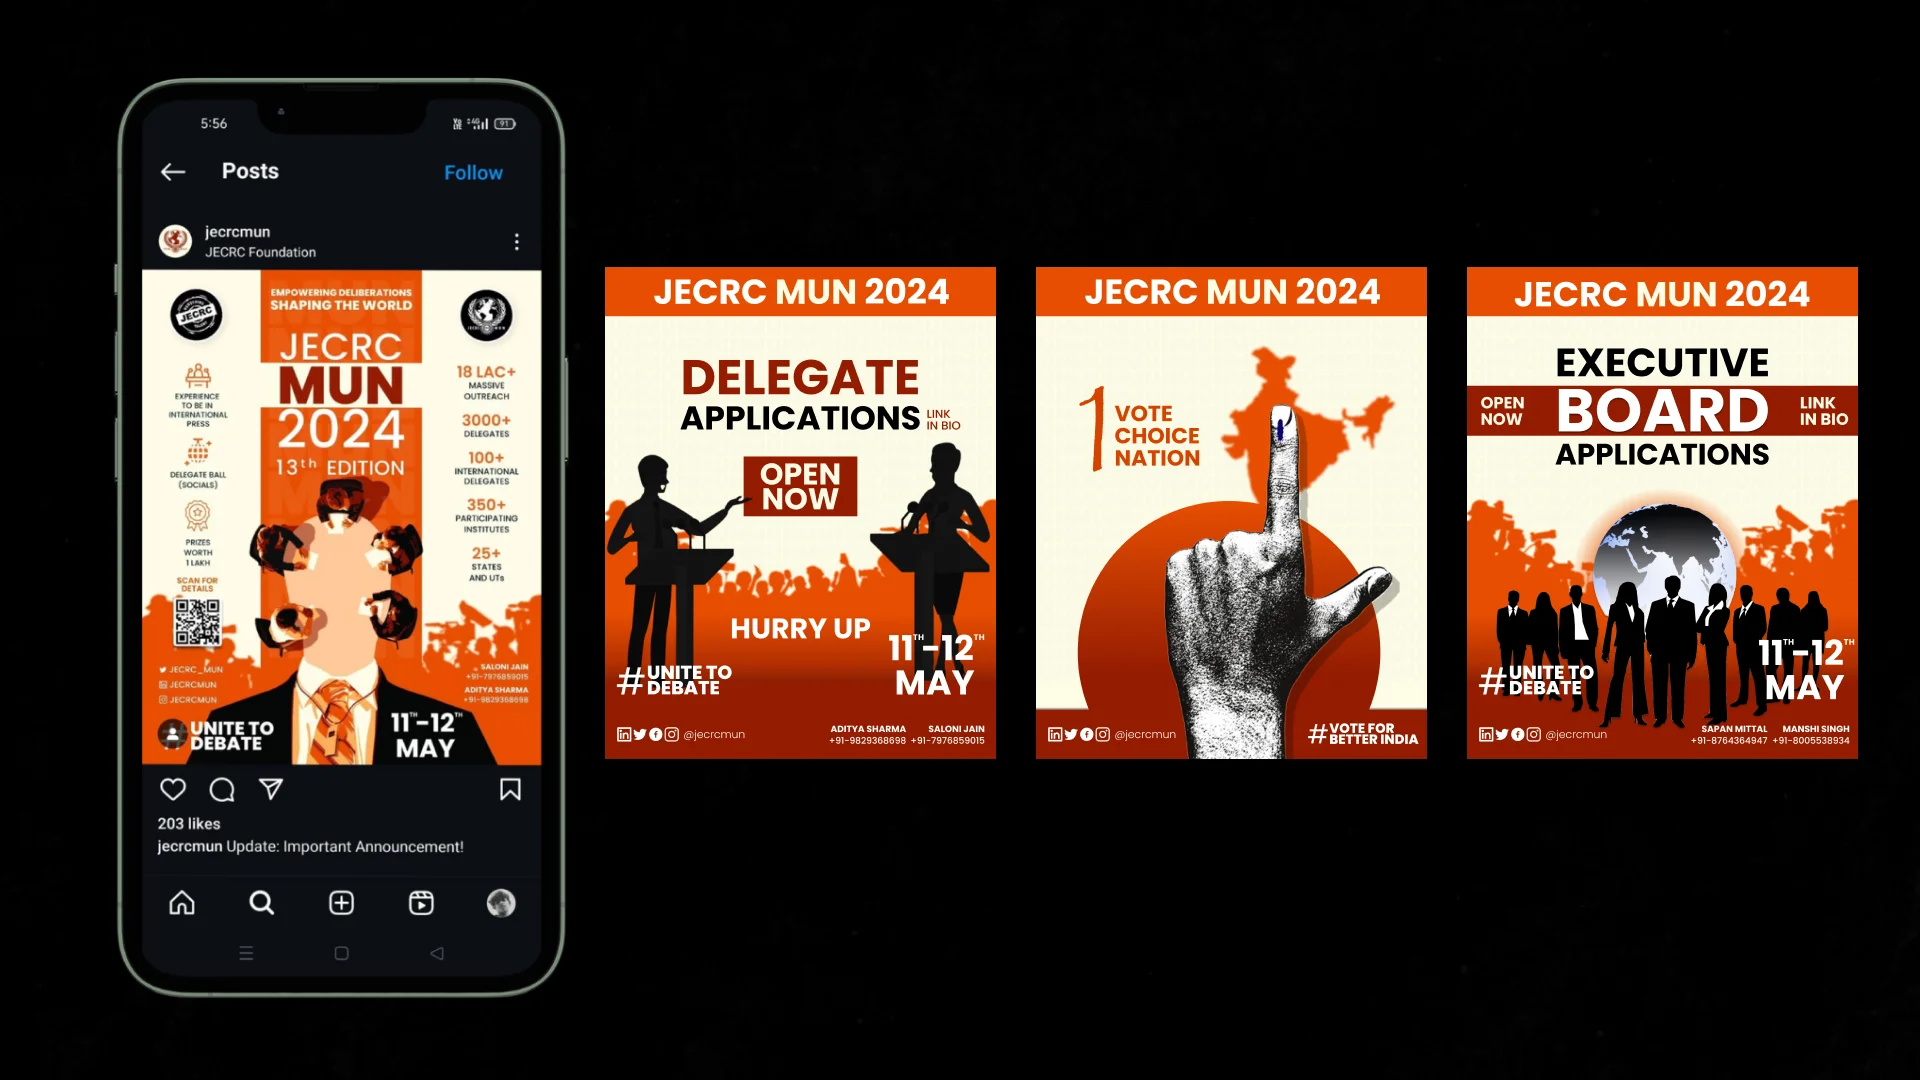 5:56
91
Posts
Follow
jecrcmun
JECRC Foundation
EMPOWERING DELIBERATIONS
SHAPING THE WORLD
JECRC
MUN
2024
13th EDITION
JECRC
EXPERIENCE
TO BE IN
INTERNATIONAL
PRESS
DELEGATE BALL
(SOCIALS)
PRIZES
WORTH
1 LAKH
SCAN FOR
DETAILS
18 LAC+
MASSIVE
OUTREACH
3000+
DELEGATES
100+
INTERNATIONAL
DELEGATES
350+
PARTICIPATING
INSTITUTES
25+
STATES
AND UTs
JECRC_MUN
JECRCMUN
JECRCMUN
SALONI JAIN
+91-7976859015
ADITYA SHARMA
+91-9829368698
UNITE TO
DEBATE
11TH-12TH
MAY
203 likes
jecrcmun Update: Important Announcement!
JECRC MUN 2024
DELEGATE
APPLICATIONS
LINK
IN BIO
OPEN
NOW
HURRY UP
11TH-12TH
MAY
#UNITE TO
DEBATE
@jecrcmun
ADITYA SHARMA SALONI JAIN
+91-9829368698 +91-7976859015
JECRC MUN 2024
1 VOTE
CHOICE
NATION
@jecrcmun
#VOTE FOR
BETTER INDIA
JECRC MUN 2024
EXECUTIVE
OPEN
NOW
BOARD
LINK
IN BIO
APPLICATIONS
11TH-12TH
MAY
#UNITE TO
DEBATE
@jecrcmun
SAPAN MITTAL MANSHI SINGH
+91-8764364947 +91-8005538934